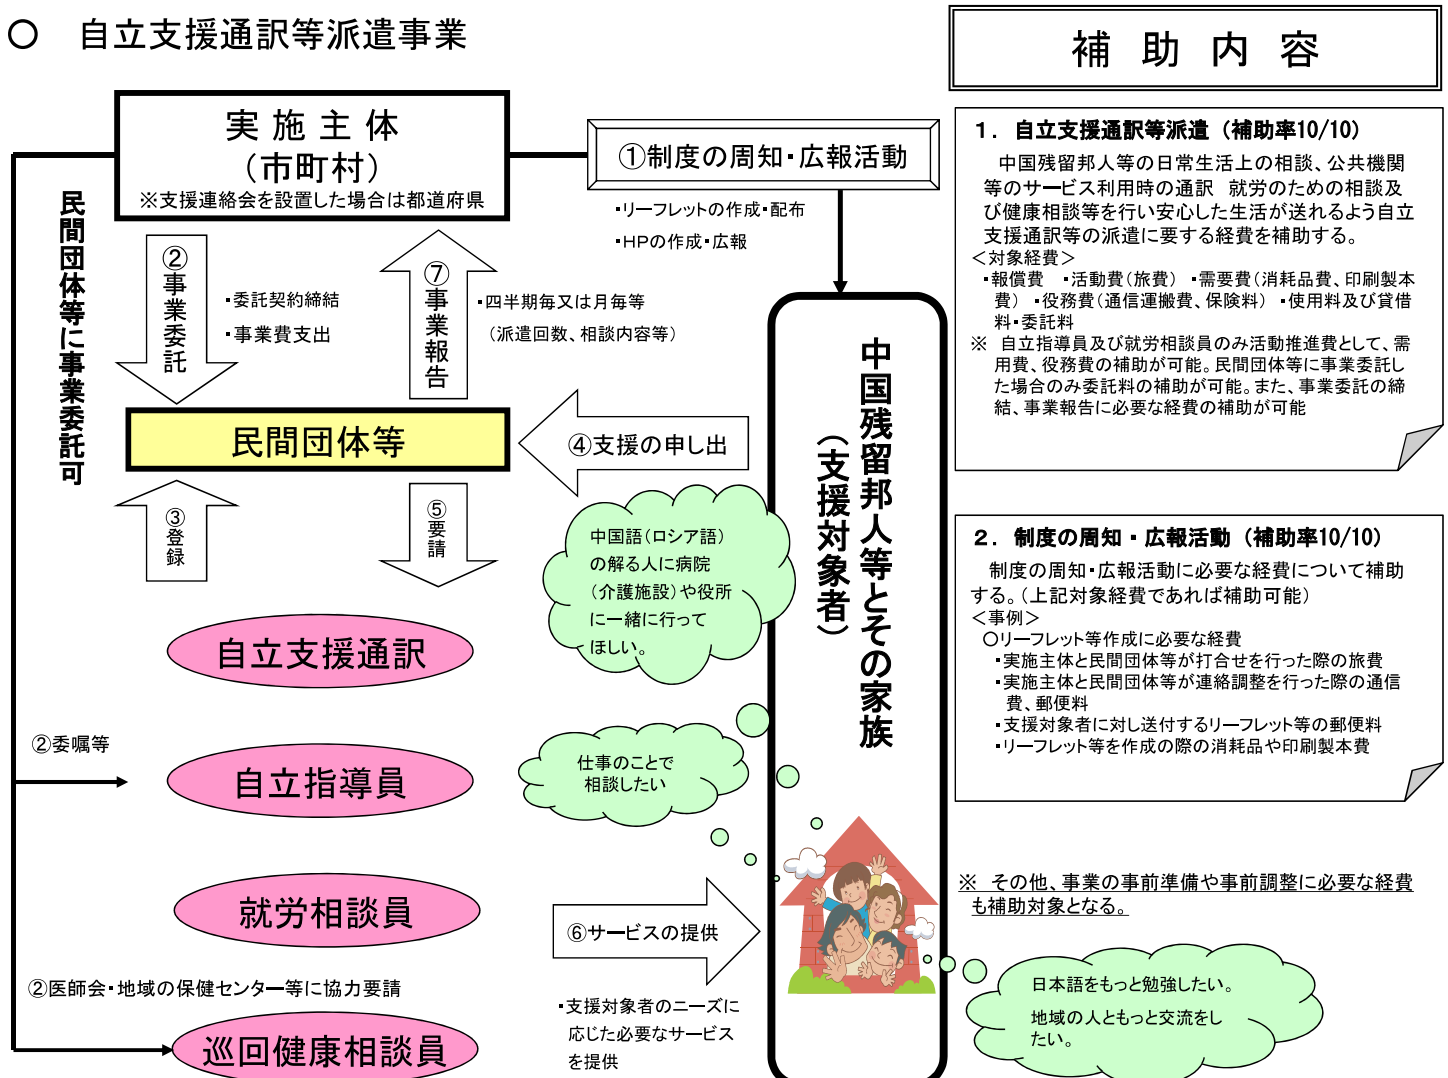 ○　自立支援通訳等派遣事業
補助内容
実施主体
（市町村）
※支援連絡会を設置した場合は都道府県
①制度の周知・広報活動
・リーフレットの作成・配布
・HPの作成・広報
民間団体等に事業委託可
②事業委託
・委託契約締結
・事業費支出
⑦事業報告
・四半期毎又は月毎等
（派遣回数、相談内容等）
民間団体等
④支援の申し出
③登録
⑤要請
中国語（ロシア語）
の解る人に病院
（介護施設）や役所
に一緒に行って
ほしい。
中国残留邦人等とその家族
（支援対象者）
自立支援通訳
②委嘱等
自立指導員
仕事のことで
相談したい
就労相談員
⑥サービスの提供
・支援対象者のニーズに
応じた必要なサービス
を提供
②医師会・地域の保健センター等に協力要請
巡回健康相談員
１．自立支援通訳等派遣（補助率10/10）
中国残留邦人等の日常生活上の相談、公共機関
等のサービス利用時の通訳　就労のための相談及
び健康相談等を行い安心した生活が送れるよう自立
支援通訳等の派遣に要する経費を補助する。
＜対象経費＞
・報償費　・活動費（旅費）　・需要費（消耗品費、印刷製本
費）　・役務費（通信運搬費、保険料）　・使用料及び貸借
料・委託料
※　自立指導員及び就労相談員のみ活動推進費として、需
用費、役務費の補助が可能。民間団体等に事業委託し
た場合のみ委託料の補助が可能。また、事業委託の締
結、事業報告に必要な経費の補助が可能
２．制度の周知・広報活動（補助率10/10）
制度の周知・広報活動に必要な経費について補助
する。（上記対象経費であれば補助可能）
＜事例＞
○リーフレット等作成に必要な経費
・実施主体と民間団体等が打合せを行った際の旅費
・実施主体と民間団体等が連絡調整を行った際の通信
費、郵便料
・支援対象者に対し送付するリーフレット等の郵便料
・リーフレット等を作成の際の消耗品や印刷製本費
※　その他、事業の事前準備や事前調整に必要な経費
も補助対象となる。
日本語をもっと勉強したい。
地域の人ともっと交流をし
たい。